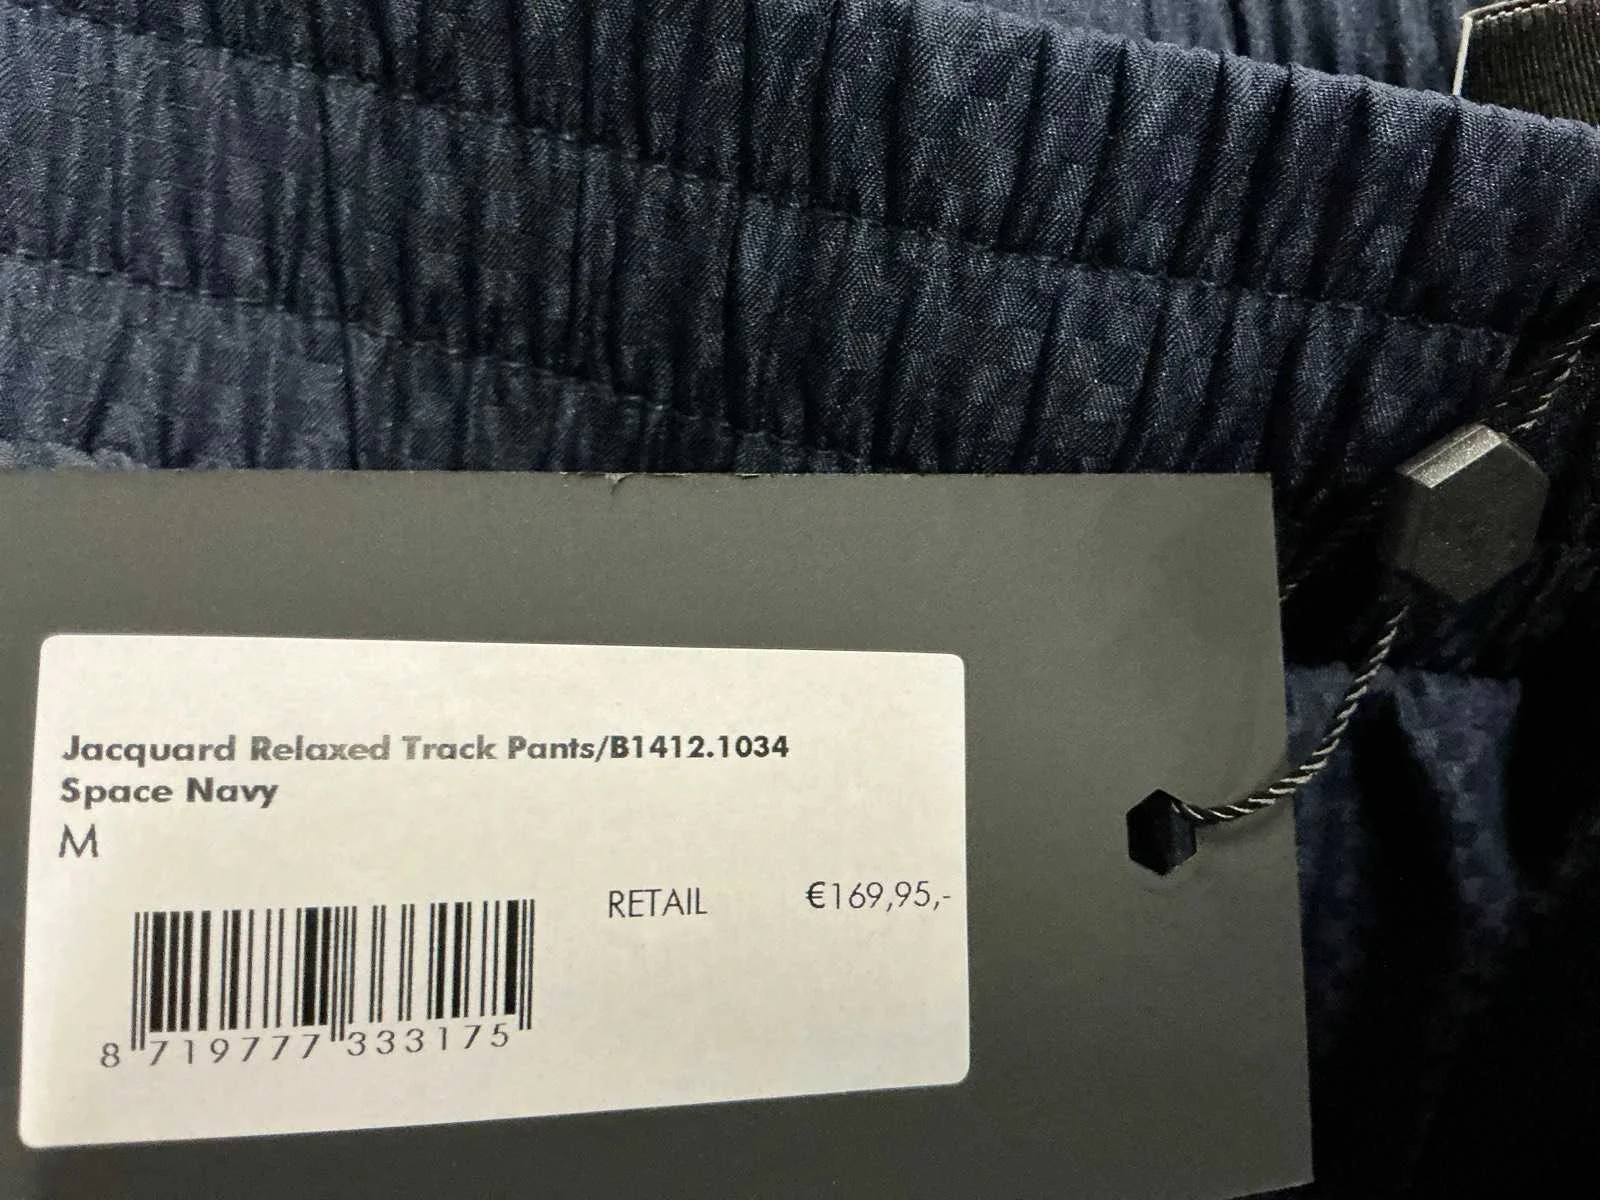 Jacquard Relaxed Track Pants/B1412.1034
Space Navy
M
RETAIL €169,95,-
8 719777 333175